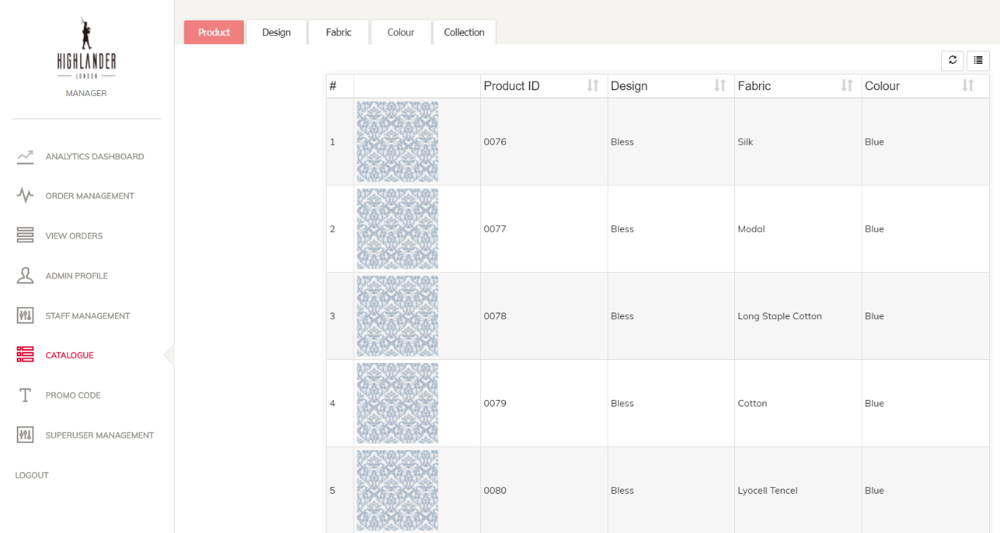 HIGHLANDER
LONDON
MANAGER
ANALYTICS DASHBOARD
ORDER MANAGEMENT
VIEW ORDERS
ADMIN PROFILE
STAFF MANAGEMENT
CATALOGUE
PROMO CODE
SUPERUSER MANAGEMENT
LOGOUT
Product Design Fabric Colour Collection
# Product ID Design Fabric Colour
1 0076 Bless Silk Blue
2 0077 Bless Modal Blue
3 0078 Bless Long Staple Cotton Blue
4 0079 Bless Cotton Blue
5 0080 Bless Lyocell Tencel Blue